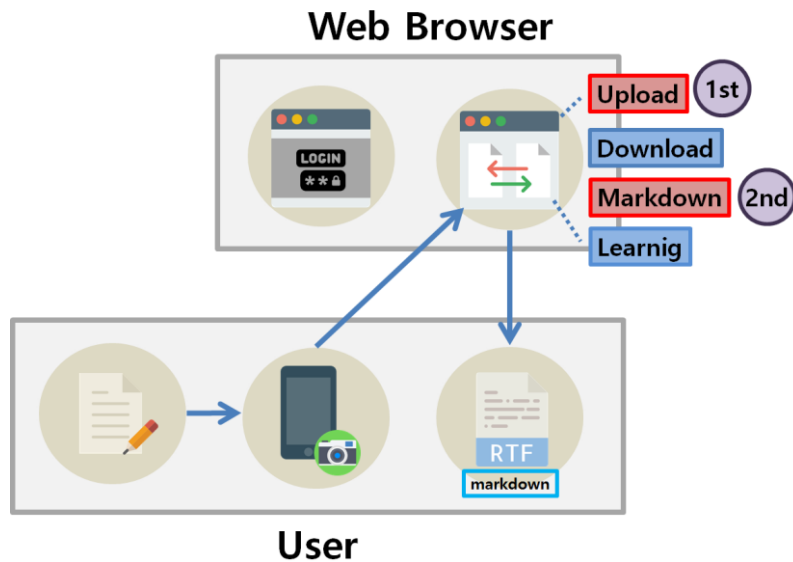 Web Browser
Upload
1st
LOGIN
**
Download
Markdown
2nd
Learnig
RTF
markdown
User